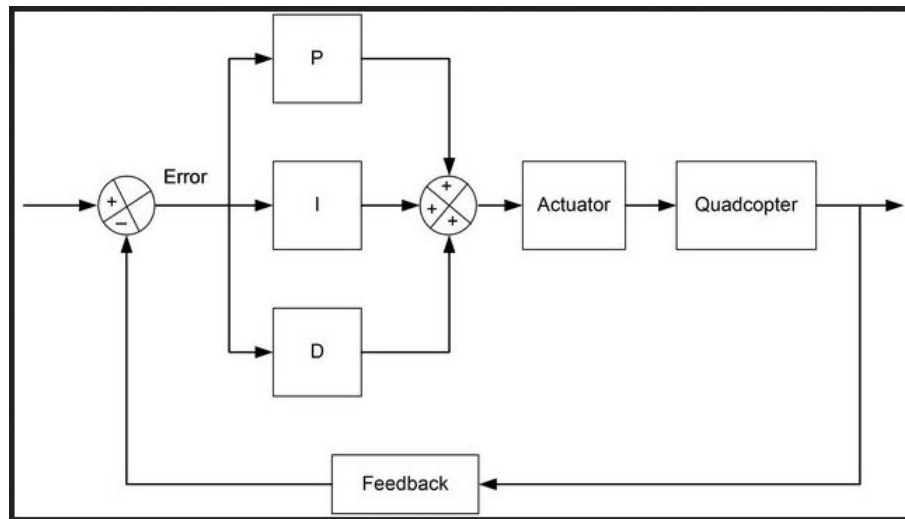 P
Error
+
−
I
+
+
+
Actuator
Quadcopter
D
Feedback